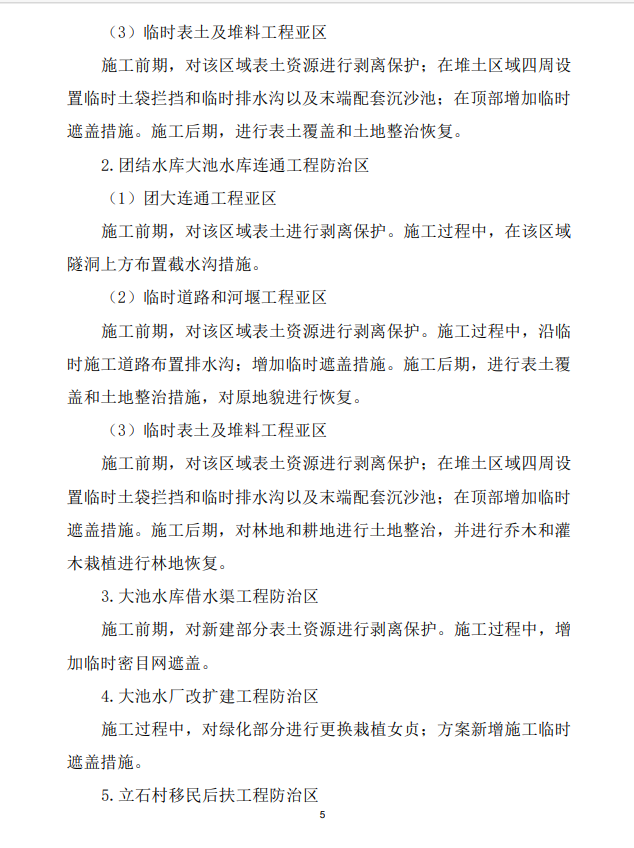 （3）临时表土及堆料工程亚区
施工前期，对该区域表土资源进行剥离保护；在堆土区域四周设
置临时土袋拦挡和临时排水沟以及末端配套沉沙池；在顶部增加临时
遮盖措施。施工后期，进行表土覆盖和土地整治恢复。
2.团结水库大池水库连通工程防治区
（1）团大连通工程亚区
施工前期，对该区域表土进行剥离保护。施工过程中，在该区域
隧洞上方布置截水沟措施。
（2）临时道路和河堰工程亚区
施工前期，对该区域表土资源进行剥离保护。施工过程中，沿临
时施工道路布置排水沟；增加临时遮盖措施。施工后期，进行表土覆
盖和土地整治措施，对原地貌进行恢复。
（3）临时表土及堆料工程亚区
施工前期，对该区域表土资源进行剥离保护；在堆土区域四周设
置临时土袋拦挡和临时排水沟以及末端配套沉沙池；在顶部增加临时
遮盖措施。施工后期，对林地和耕地进行土地整治，并进行乔木和灌
木栽植进行林地恢复。
3.大池水库借水渠工程防治区
施工前期，对新建部分表土资源进行剥离保护。施工过程中，增
加临时密目网遮盖。
4.大池水厂改扩建工程防治区
施工过程中，对绿化部分进行更换栽植女贞；方案新增施工临时
遮盖措施。
5.立石村移民后扶工程防治区
5